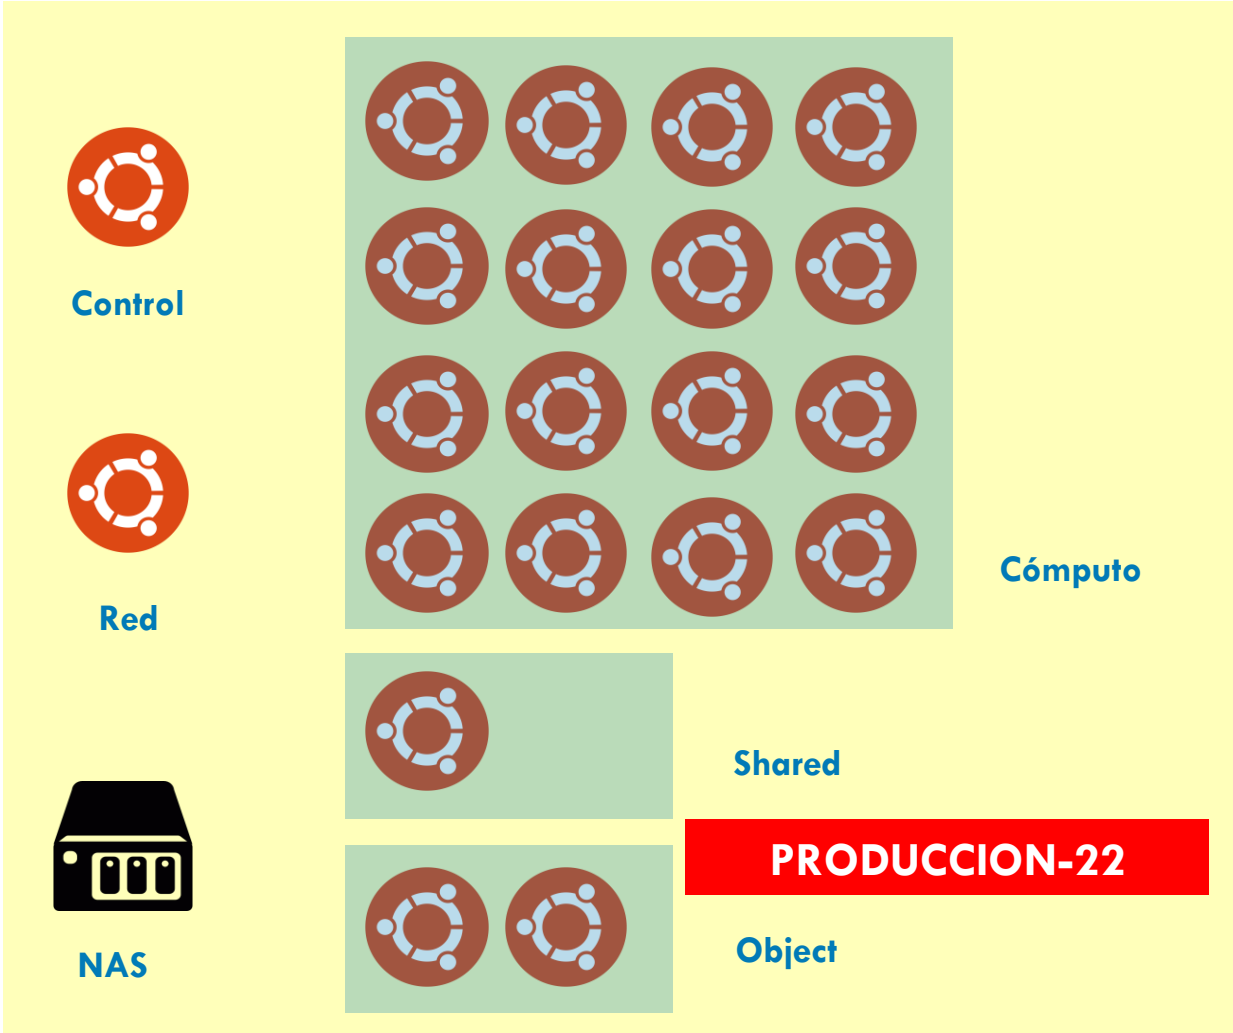 Control
Red
Cómputo
Shared
PRODUCCION-22
Object
NAS